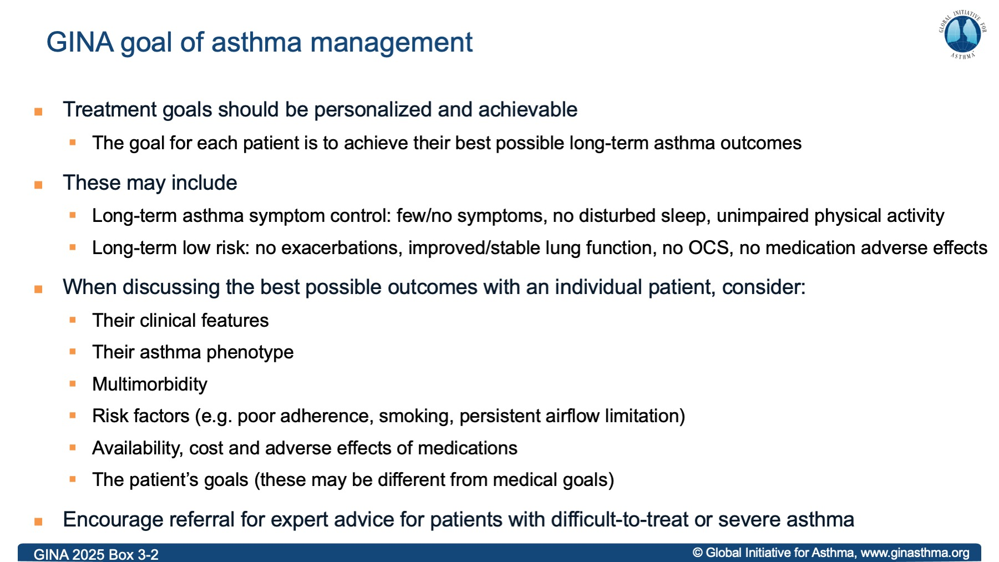 GINA goal of asthma management
GLOBAL INITIATIVE FOR
ASTHMA
Treatment goals should be personalized and achievable
The goal for each patient is to achieve their best possible long-term asthma outcomes
These may include
Long-term asthma symptom control: few/no symptoms, no disturbed sleep, unimpaired physical activity
Long-term low risk: no exacerbations, improved/stable lung function, no OCS, no medication adverse effects
When discussing the best possible outcomes with an individual patient, consider:
Their clinical features
Their asthma phenotype
Multimorbidity
Risk factors (e.g. poor adherence, smoking, persistent airflow limitation)
Availability, cost and adverse effects of medications
The patient’s goals (these may be different from medical goals)
Encourage referral for expert advice for patients with difficult-to-treat or severe asthma
GINA 2025 Box 3-2
© Global Initiative for Asthma, www.ginasthma.org